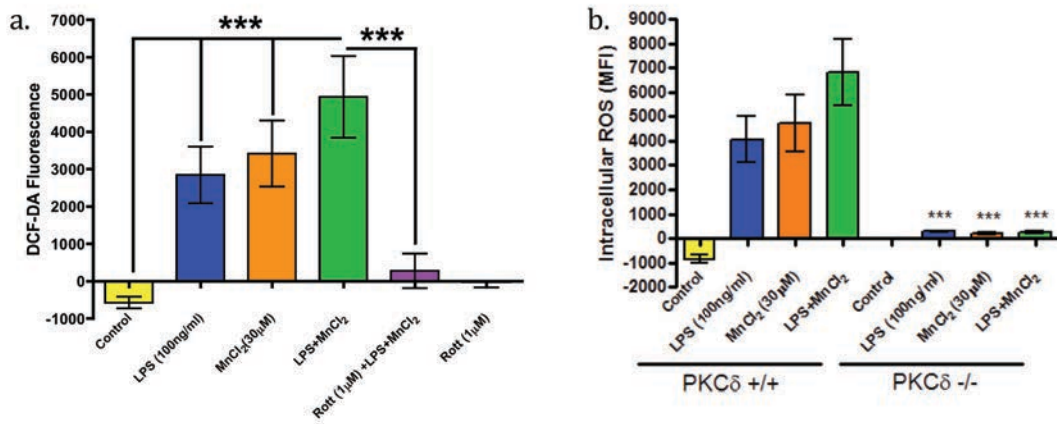 a.
DCF-DA Fluorescence
7000
6000
5000
4000
3000
2000
1000
0
-1000
***
***
Control
LPS (100ng/ml)
MnCl₂(30µM)
LPS+MnCl₂
Rott (1µM) +LPS+MnCl₂
Rott (1µM)
b.
Intracellular ROS (MFI)
9000
8000
7000
6000
5000
4000
3000
2000
1000
0
-1000
-2000
***
***
***
Control
LPS (100ng/ml)
MnCl₂ (30µM)
LPS+MnCl₂
Control
LPS (100ng/ml)
MnCl₂ (30µM)
LPS+MnCl₂
PKCδ +/+
PKCδ -/-